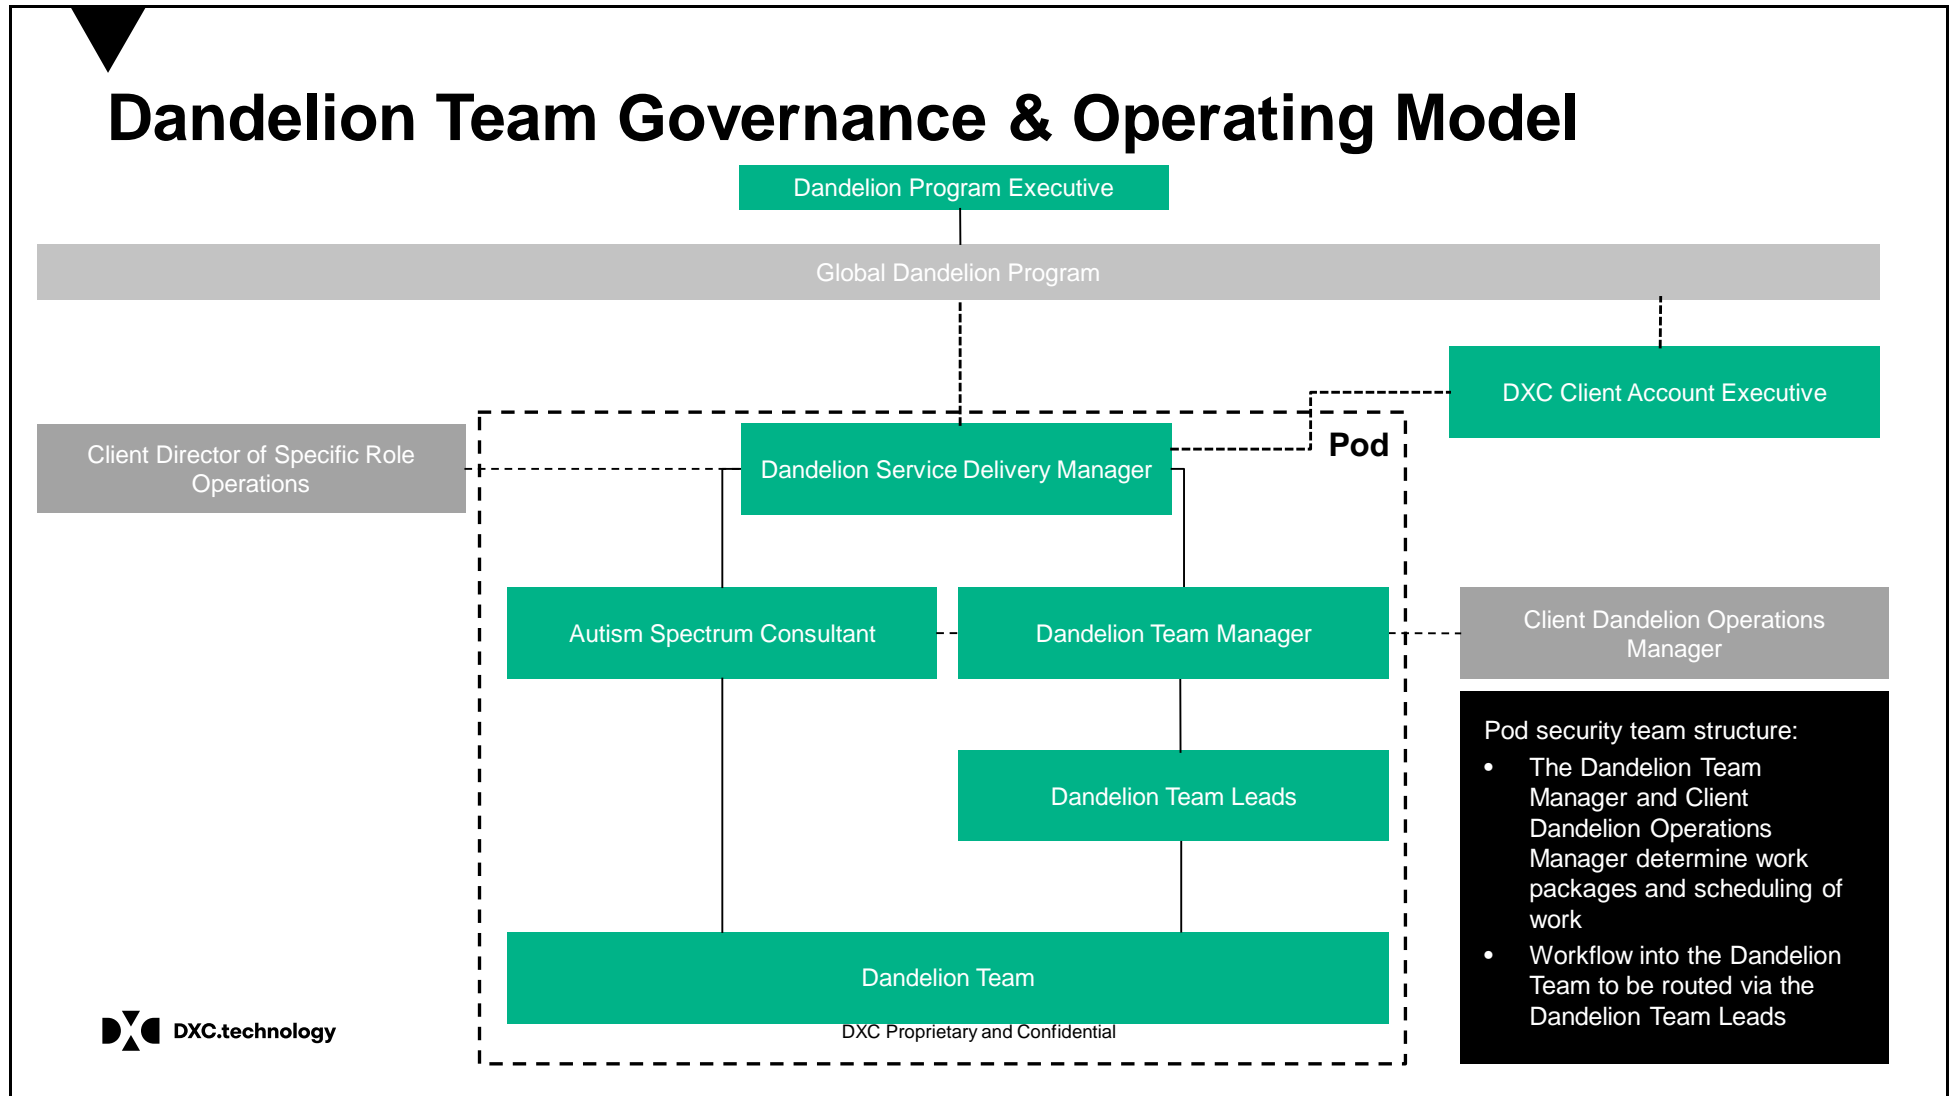 Dandelion Team Governance & Operating Model
Dandelion Program Executive
Global Dandelion Program
DXC Client Account Executive
Client Director of Specific Role
Operations
Pod
Dandelion Service Delivery Manager
Autism Spectrum Consultant
Dandelion Team Manager
Client Dandelion Operations
Manager
Dandelion Team Leads
Dandelion Team
Pod security team structure:
• The Dandelion Team
Manager and Client
Dandelion Operations
Manager determine work
packages and scheduling of
work
• Workflow into the Dandelion
Team to be routed via the
Dandelion Team Leads
DXC.technology
DXC Proprietary and Confidential